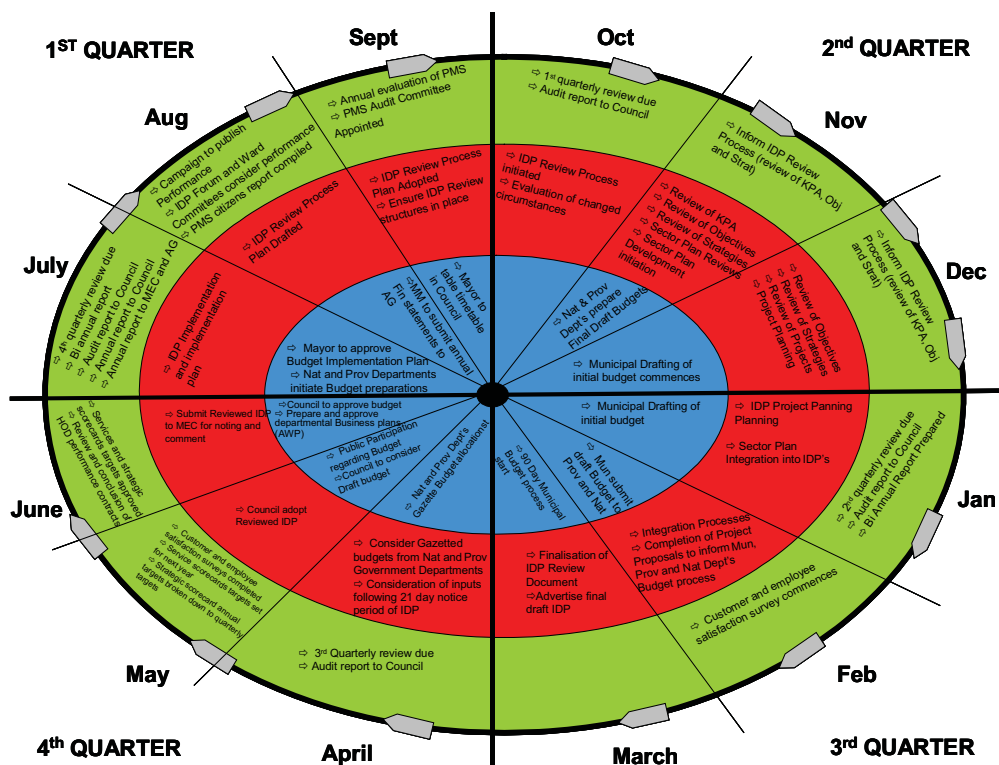 1ST QUARTER
Sept
Oct
2nd QUARTER
Aug
Nov
July
Dec
June
Jan
May
Feb
4th QUARTER
April
March
3rd QUARTER
⇨ 4th quarterly review due
⇨ Bi Annual report
⇨ Audit report to Council
⇨ Annual report to Council
⇨ Annual report to MEC and AG
⇨ Campaign to publish
Performance
⇨ IDP Forum and Ward
Committees consider performance
⇨ PMS citizens report compiled
⇨ Annual evaluation of PMS
⇨ PMS Audit Committee
Appointed
⇨ 1st quarterly review due
⇨ Audit report to Council
⇨ Inform IDP Review
Process (review of KPA, Obj
and Strat)
⇨ Inform IDP Review
Process (review of KPA, Obj
and Strat)
⇨ IDP Implementation
and Implementation
plan
⇨ IDP Review Process
Plan Drafted
⇨ IDP Review Process
Plan Adopted
⇨ Ensure IDP Review
structures in place
⇨ IDP Review Process
initiated
⇨ Evaluation of changed
circumstances
⇨ Review of KPA
⇨ Review of Objectives
⇨ Review of Strategies
⇨ Sector Plan Reviews
⇨ Sector Plan
Development
initiation
⇨ Review of Objectives
⇨ Review of Strategies
⇨ Review of Projects
⇨ Project Planning
⇨ Mayor to approve
Budget Implementation Plan
⇨ Nat and Prov Departments
initiate Budget preparations
⇨ Mayor to
table timetable
in Council
⇨ MM to submit annual
Fin statements to
AG
⇨ Nat & Prov
Dept's prepare
Final Draft Budgets
⇨ Municipal Drafting of
initial budget commences
⇨ Council to approve budget
⇨ Prepare and approve
departmental Business plans
(AWP)
⇨ Public Participation
regarding Budget
⇨ Council to consider
Draft budget
⇨ Nat and Prov Dept's
Gazette Budget allocationst
⇨ 90 Day Municipal
Budget process
start
⇨ Mun submit
draft Budget to
Prov and Nat
⇨ Municipal Drafting of
initial budget
⇨ Submit Reviewed IDP
to MEC for noting and
comment
⇨ Council adopt
Reviewed IDP
⇨ Consider Gazetted
budgets from Nat and Prov
Government Departments
⇨ Consideration of inputs
following 21 day notice
period of IDP
⇨ Finalisation of
IDP Review
Document
⇨ Advertise final
draft IDP
⇨ Integration Processes
⇨ Completion of Project
Proposals to inform Mun,
Prov and Nat Dept's
Budget process
⇨ IDP Project Panning
Planning
⇨ Sector Plan
Integration into IDP's
⇨ Services and strategic
scorecards targets approved
⇨ Review and conclusion of
HOD performance contracts
⇨ Customer and employee
satisfaction surveys completed
for next year
⇨ Service scorecards targets set
⇨ Strategic scorecard annual
targets broken down to quarterly
targets
⇨ 3rd Quarterly review due
⇨ Audit report to Council
⇨ Customer and employee
satisfaction survey commences
⇨ 2nd quarterly review due
⇨ Audit report to Council
⇨ Bi Annual Report Prepared
⇨